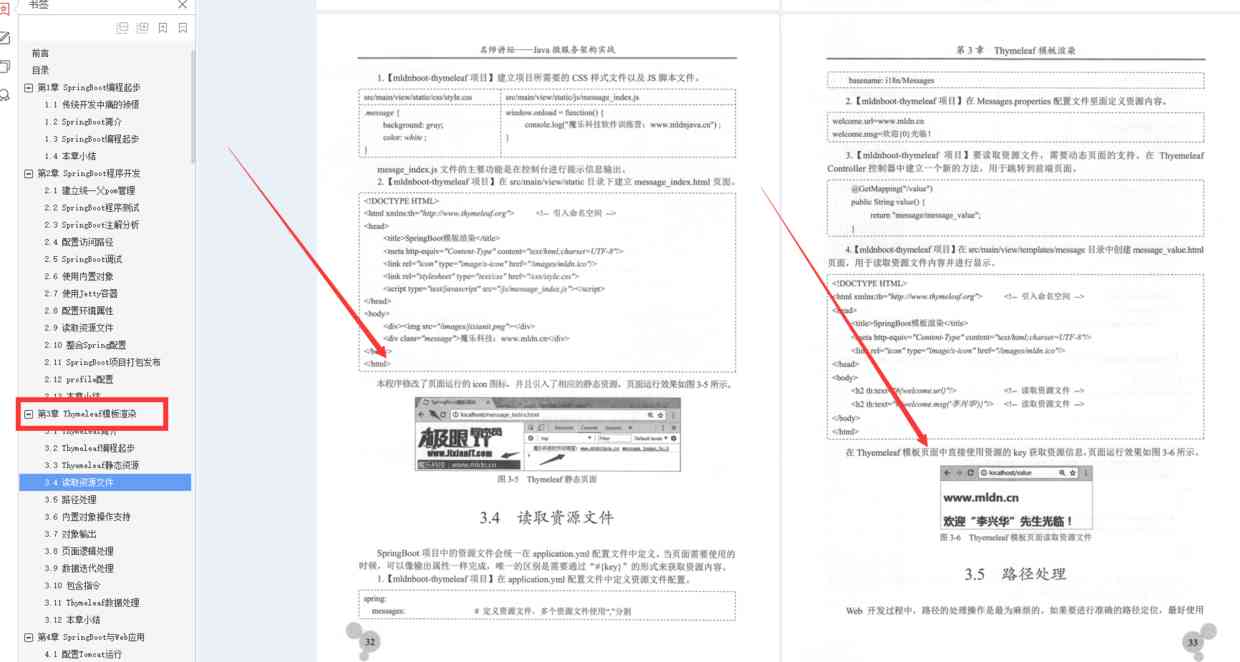 书签
前言
目录
第1章 SpringBoot编程起步
1.1 传统开发中痛的领悟
1.2 SpringBoot简介
1.3 SpringBoot编程起步
1.4 本章小结
第2章 SpringBoot程序开发
2.1 建立统一父pom管理
2.2 SpringBoot程序测试
2.3 SpringBoot注解分析
2.4 配置访问路径
2.5 SpringBoot调试
2.6 使用内置对象
2.7 使用Jetty容器
2.8 配置环境属性
2.9 读取资源文件
2.10 整合Spring配置
2.11 SpringBoot项目打包发布
2.12 profile配置
2.13 本章小结
第3章 Thymeleaf模板渲染
3.1 Thymeleaf简介
3.2 Thymeleaf编程起步
3.3 Thyemeleaf静态资源
3.4 读取资源文件
3.5 路径处理
3.6 内置对象操作支持
3.7 对象输出
3.8 页面逻辑处理
3.9 数据迭代处理
3.10 包含指令
3.11 Thymeleaf数据处理
3.12 本章小结
第4章 SpringBoot与Web应用
4.1 配置Tomcat运行
名师讲坛——Java 微服务架构实战
1.【mldnboot-thymeleaf 项目】建立项目所需要的 CSS 样式文件以及 JS 脚本文件。
src/main/view/static/css/style.css
src/main/view/static/js/message_index.js
.message {
background: gray;
color: white ;
}
window.onload = function() {
console.log("魔乐科技软件训练营：www.mldnjava.cn") ;
}
messge_index.js 文件的主要功能是在控制台进行提示信息输出。
2.【mldnboot-thymeleaf 项目】在 src/main/view/static 目录下建立 message_index.html 页面。
<!DOCTYPE HTML>
<html xmlns:th="http://www.thymeleaf.org"> <!-- 引入命名空间 -->
<head>
<title>SpringBoot模板渲染</title>
<meta http-equiv="Content-Type" content="text/html;charset=UTF-8"/>
<link rel="icon" type="image/x-icon" href="/images/mldn.ico"/>
<link rel="stylesheet" type="text/css" href="/css/style.css">
<script type="text/javascript" src="/js/message_index.js"></script>
</head>
<body>
<div><img src="/images/jixianit.png"></div>
<div class="message">魔乐科技：www.mldn.cn</div>
</body>
<html>
本程序修改了页面运行的 icon 图标，并且引入了相应的静态资源，页面运行效果如图 3-5 所示。
SpringBoot模板渲染
localhost/message_index.html
极限IT 程序员
www.jixianIT.com
魔乐科技：www.mldn.cn
Elements Console Sources
top Filter Default levels
图 3-5 Thymeleaf 静态页面
3.4 读取资源文件
SpringBoot 项目中的资源文件会统一在 application.yml 配置文件中定义。当页面需要使用的
时候，可以像输出属性一样完成，唯一的区别是需要通过“#{key}”的形式来获取资源内容。
1.【mldnboot-thymeleaf 项目】在 application.yml 配置文件中定义资源文件配置。
spring:
messages: # 定义资源文件，多个资源文件使用“,”分割
32
第 3 章 Thymeleaf 模板渲染
basename: i18n/Messages
2.【mldnboot-thymeleaf 项目】在 Messages.properties 配置文件里面定义资源内容。
welcome.url=www.mldn.cn
welcome.msg=欢迎{0}光临！
3.【mldnboot-thymeleaf 项目】要读取资源文件，需要动态页面的支持。在 Thymeleaf
Controller 控制器中建立一个新的方法，用于跳转到前端页面。
@GetMapping("/value")
public String value() {
return "message/message_value";
}
4.【mldnboot-thymeleaf 项目】在 src/main/view/templates/message 目录中创建 message_value.html
页面，用于读取资源文件内容并进行显示。
<!DOCTYPE HTML>
<html xmlns:th="http://www.thymeleaf.org"> <!-- 引入命名空间 -->
<head>
<title>SpringBoot模板渲染</title>
<meta http-equiv="Content-Type" content="text/html;charset=UTF-8"/>
<link rel="icon" type="image/x-icon" href="/images/mldn.ico"/>
</head>
<body>
<h2 th:text="#{welcome.url}"/> <!-- 读取资源文件 -->
<h2 th:text="#{welcome.msg('李兴华')}"/> <!-- 读取资源文件 -->
</body>
</html>
在 Thymeleaf 模板页面中直接使用资源的 key 获取资源信息，页面运行效果如图 3-6 所示。
localhost/value
www.mldn.cn
欢迎“李兴华”先生光临！
图 3-6 Thymeleaf 模板页面读取资源文件
3.5 路径处理
Web 开发过程中，路径的处理操作是最为麻烦的。如果要进行准确的路径定位，最好使用
33